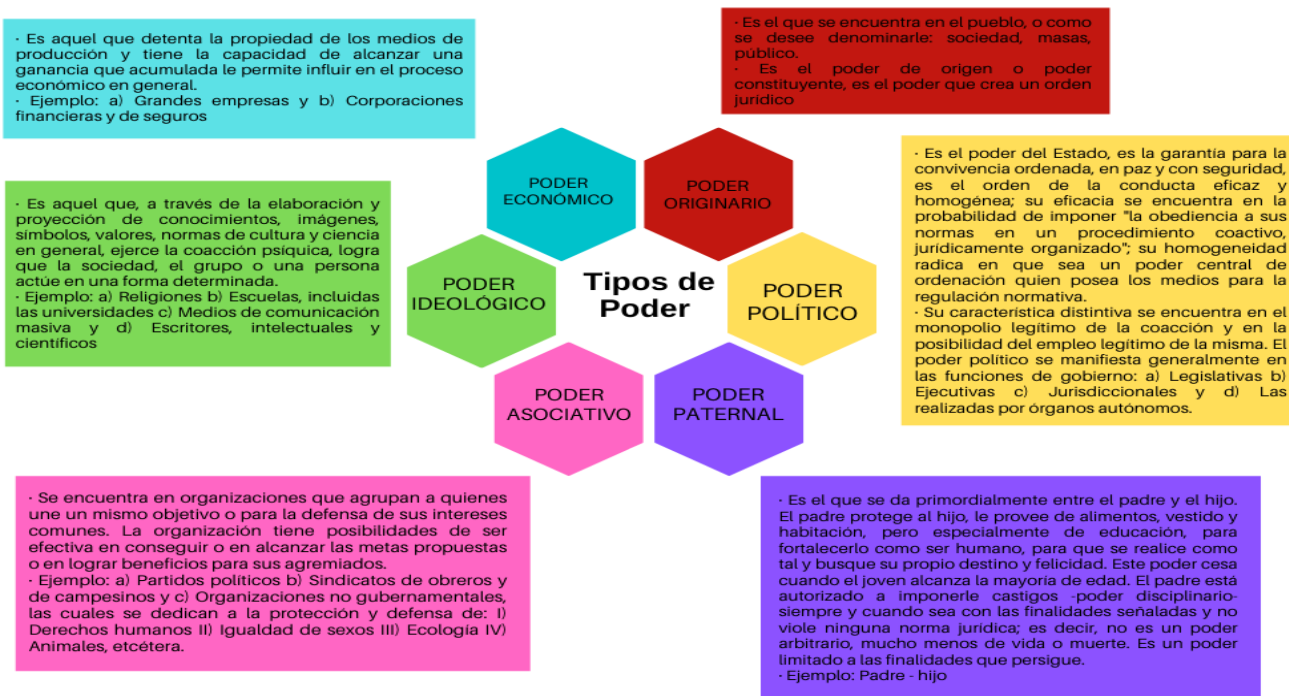 · Es aquel que detenta la propiedad de los medios de
producción y tiene la capacidad de alcanzar una
ganancia que acumulada le permite influir en el proceso
económico en general.
· Ejemplo: a) Grandes empresas y b) Corporaciones
financieras y de seguros
· Es el que se encuentra en el pueblo, o como
se desee denominarle: sociedad, masas,
público.
· Es el poder de origen o poder
constituyente, es el poder que crea un orden
jurídico
PODER
ECONÓMICO
PODER
ORIGINARIO
· Es aquel que, a través de la elaboración y
proyección de conocimientos, imágenes,
símbolos, valores, normas de cultura y ciencia
en general, ejerce la coacción psíquica, logra
que la sociedad, el grupo o una persona
actúe en una forma determinada.
· Ejemplo: a) Religiones b) Escuelas, incluidas
las universidades c) Medios de comunicación
masiva y d) Escritores, intelectuales y
científicos
PODER
IDEOLÓGICO
Tipos de
Poder
PODER
POLÍTICO
· Es el poder del Estado, es la garantía para la
convivencia ordenada, en paz y con seguridad,
es el orden de la conducta eficaz y
homogénea; su eficacia se encuentra en la
probabilidad de imponer "la obediencia a sus
normas en un procedimiento coactivo,
jurídicamente organizado"; su homogeneidad
radica en que sea un poder central de
ordenación quien posea los medios para la
regulación normativa.
· Su característica distintiva se encuentra en el
monopolio legítimo de la coacción y en la
posibilidad del empleo legítimo de la misma. El
poder político se manifiesta generalmente en
las funciones de gobierno: a) Legislativas b)
Ejecutivas c) Jurisdiccionales y d) Las
realizadas por órganos autónomos.
PODER
ASOCIATIVO
PODER
PATERNAL
· Se encuentra en organizaciones que agrupan a quienes
une un mismo objetivo o para la defensa de sus intereses
comunes. La organización tiene posibilidades de ser
efectiva en conseguir o en alcanzar las metas propuestas
o en lograr beneficios para sus agremiados.
· Ejemplo: a) Partidos políticos b) Sindicatos de obreros y
de campesinos y c) Organizaciones no gubernamentales,
las cuales se dedican a la protección y defensa de: I)
Derechos humanos II) Igualdad de sexos III) Ecología IV)
Animales, etcétera.
· Es el que se da primordialmente entre el padre y el hijo.
El padre protege al hijo, le provee de alimentos, vestido y
habitación, pero especialmente de educación, para
fortalecerlo como ser humano, para que se realice como
tal y busque su propio destino y felicidad. Este poder cesa
cuando el joven alcanza la mayoría de edad. El padre está
autorizado a imponerle castigos -poder disciplinario-
siempre y cuando sea con las finalidades señaladas y no
viole ninguna norma jurídica; es decir, no es un poder
arbitrario, mucho menos de vida o muerte. Es un poder
limitado a las finalidades que persigue.
· Ejemplo: Padre - hijo